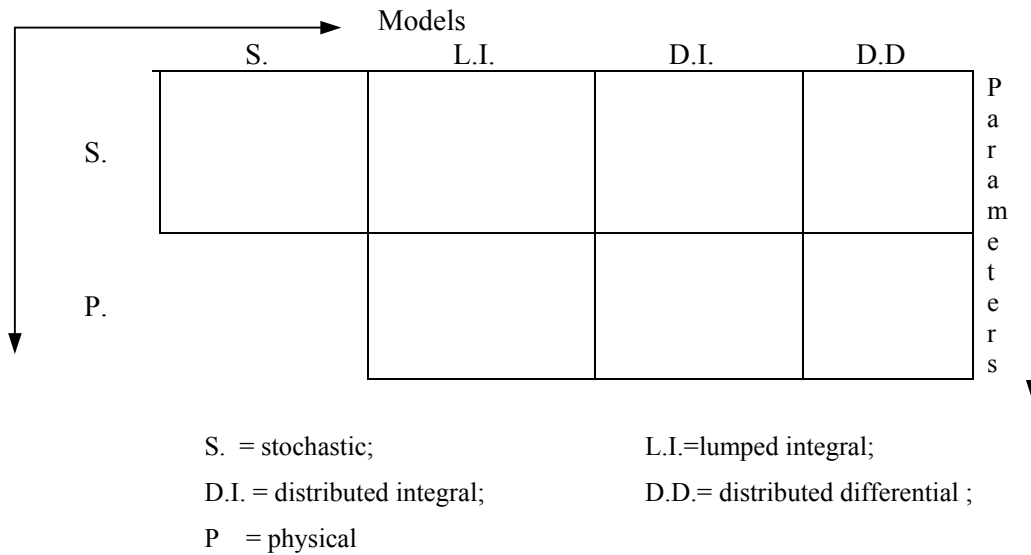 Models
S. L.I. D.I. D.D
S.
P.
Parameters
S. = stochastic; L.I.=lumped integral;
D.I. = distributed integral; D.D.= distributed differential ;
P = physical